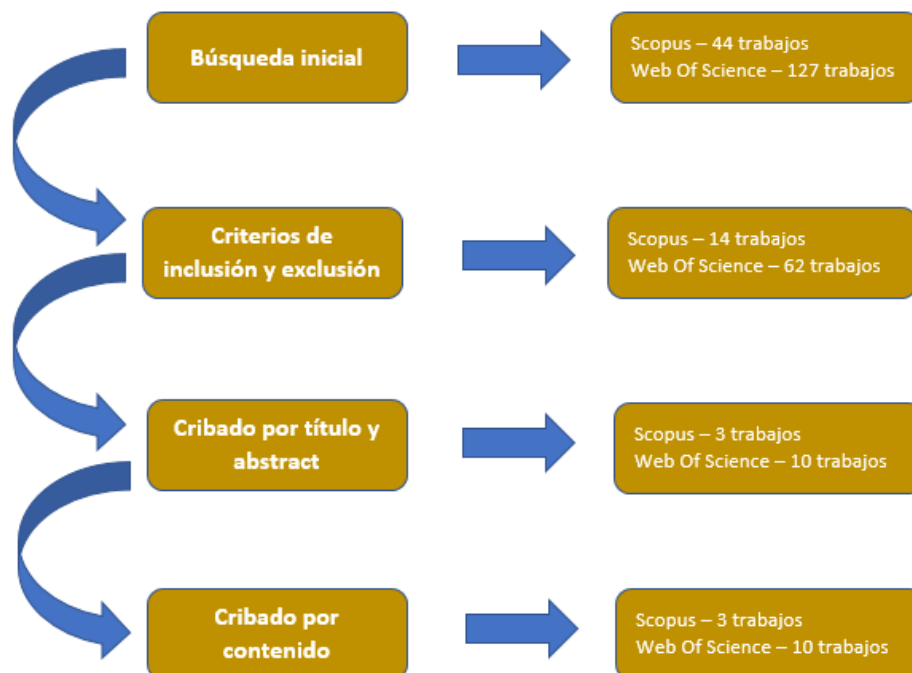 Búsqueda inicial
Scopus – 44 trabajos
Web Of Science – 127 trabajos
Criterios de
inclusión y exclusión
Scopus – 14 trabajos
Web Of Science – 62 trabajos
Cribado por título y
abstract
Scopus – 3 trabajos
Web Of Science – 10 trabajos
Cribado por
contenido
Scopus – 3 trabajos
Web Of Science – 10 trabajos